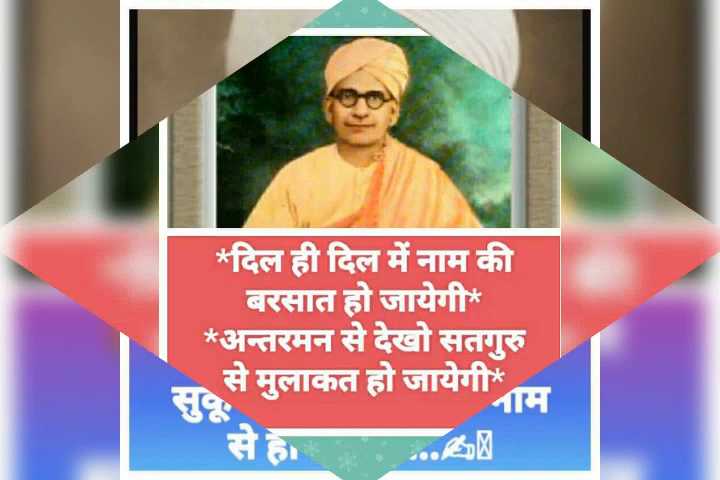 *दिल ही दिल में नाम की
बरसात हो जायेगी*
*अन्तरमन से देखो सतगुरु
से मुलाकत हो जायेगी*
नाम
से